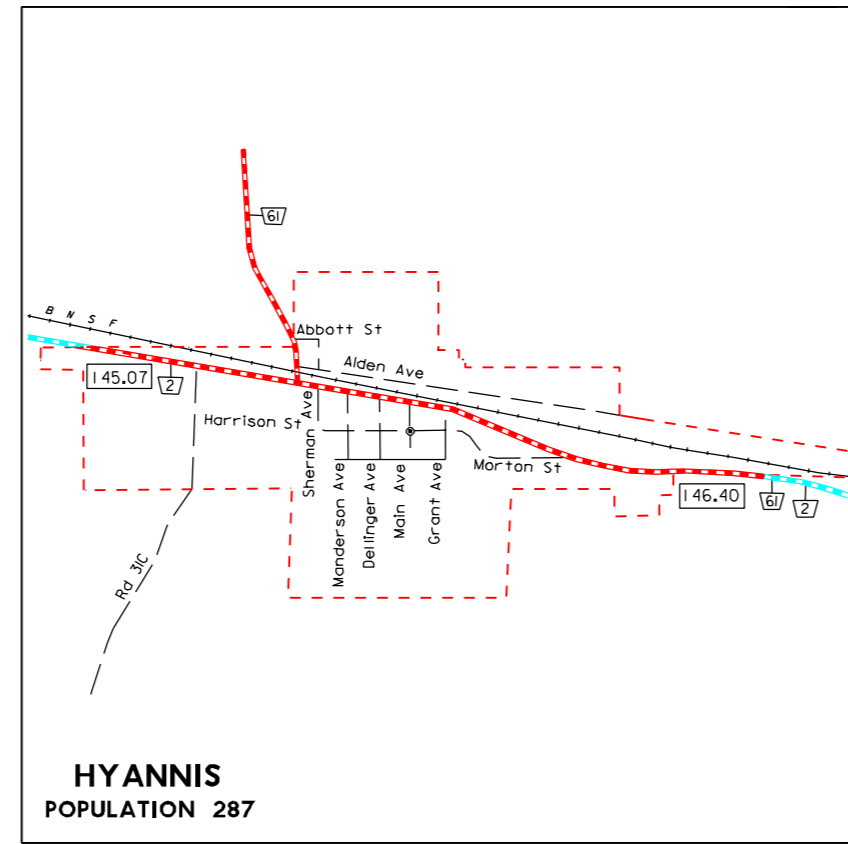 61
BNSF
Abbott St
Alden Ave
145.07
2
Harrison St
Sherman Ave
Manderson Ave
Dellinger Ave
Main Ave
Grant Ave
Morton St
146.40
61
2
Rd 31C
HYANNIS
POPULATION 287